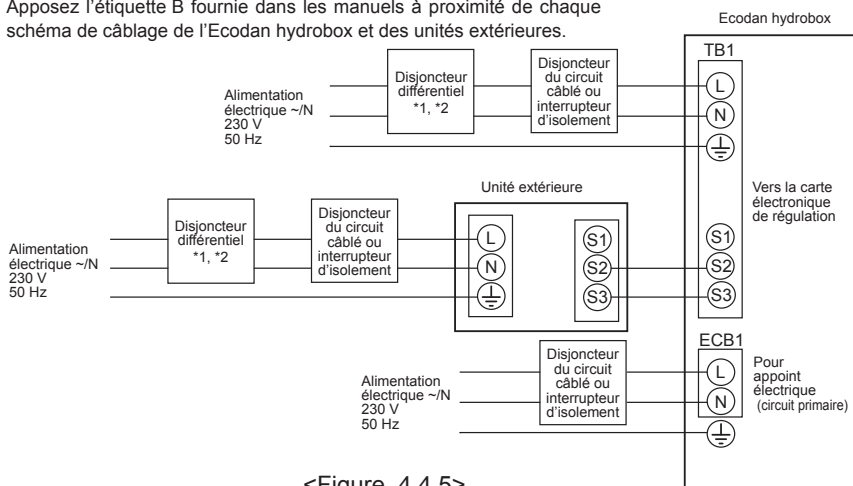 Apposez l'étiquette B fournie dans les manuels à proximité de chaque
schéma de câblage de l'Ecodan hydrobox et des unités extérieures.
Ecodan hydrobox
TB1
Alimentation
électrique ~/N
230 V
50 Hz
Disjoncteur
différentiel
*1, *2
Disjoncteur
du circuit
câblé ou
interrupteur
d'isolement
L
N
Vers la carte
électronique
de régulation
S1
S2
S3
Unité extérieure
Alimentation
électrique ~/N
230 V
50 Hz
Disjoncteur
différentiel
*1, *2
Disjoncteur
du circuit
câblé ou
interrupteur
d'isolement
L
N
S1
S2
S3
ECB1
Alimentation
électrique ~/N
230 V
50 Hz
Disjoncteur
du circuit
câblé ou
interrupteur
d'isolement
L
N
Pour
appoint
électrique
(circuit primaire)
<Figure 4.4.5>